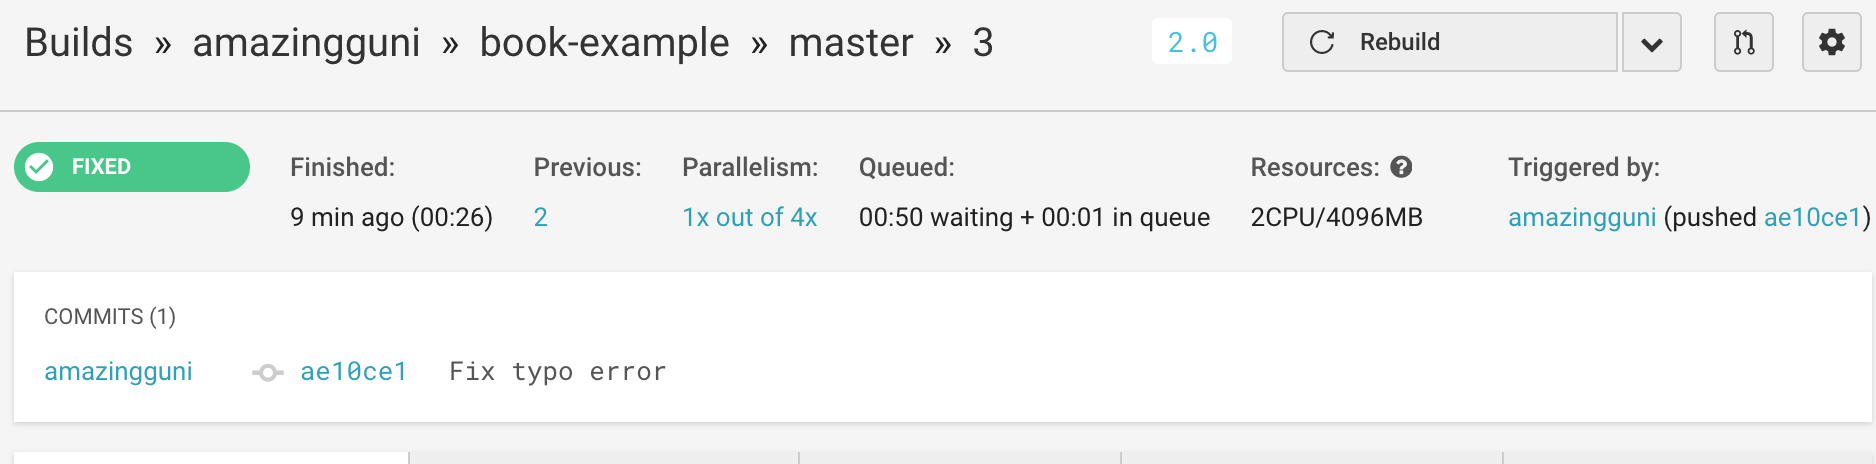 Builds » amazingguni » book-example » master » 3
2.0
Rebuild
FIXED
Finished:
Previous:
Parallelism:
Queued:
Resources:
Triggered by:
9 min ago (00:26)
2
1x out of 4x
00:50 waiting + 00:01 in queue
2CPU/4096MB
amazingguni (pushed ae10ce1)
COMMITS (1)
amazingguni
ae10ce1
Fix typo error